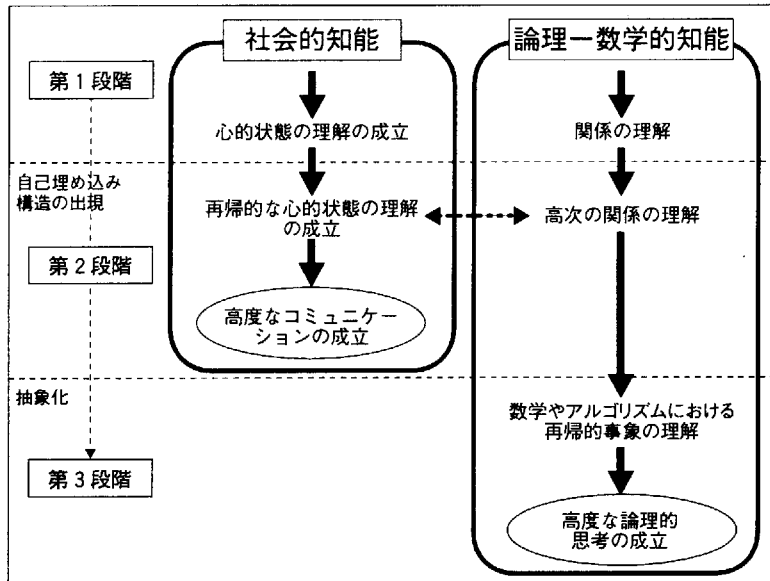 社会的知能
論理ー数学的知能
第1段階
心的状態の理解の成立
関係の理解
自己埋め込み
構造の出現
再帰的な心的状態の理解
の成立
高次の関係の理解
第2段階
高度なコミュニケー
ションの成立
抽象化
数学やアルゴリズムにおける
再帰的事象の理解
第3段階
高度な論理的
思考の成立